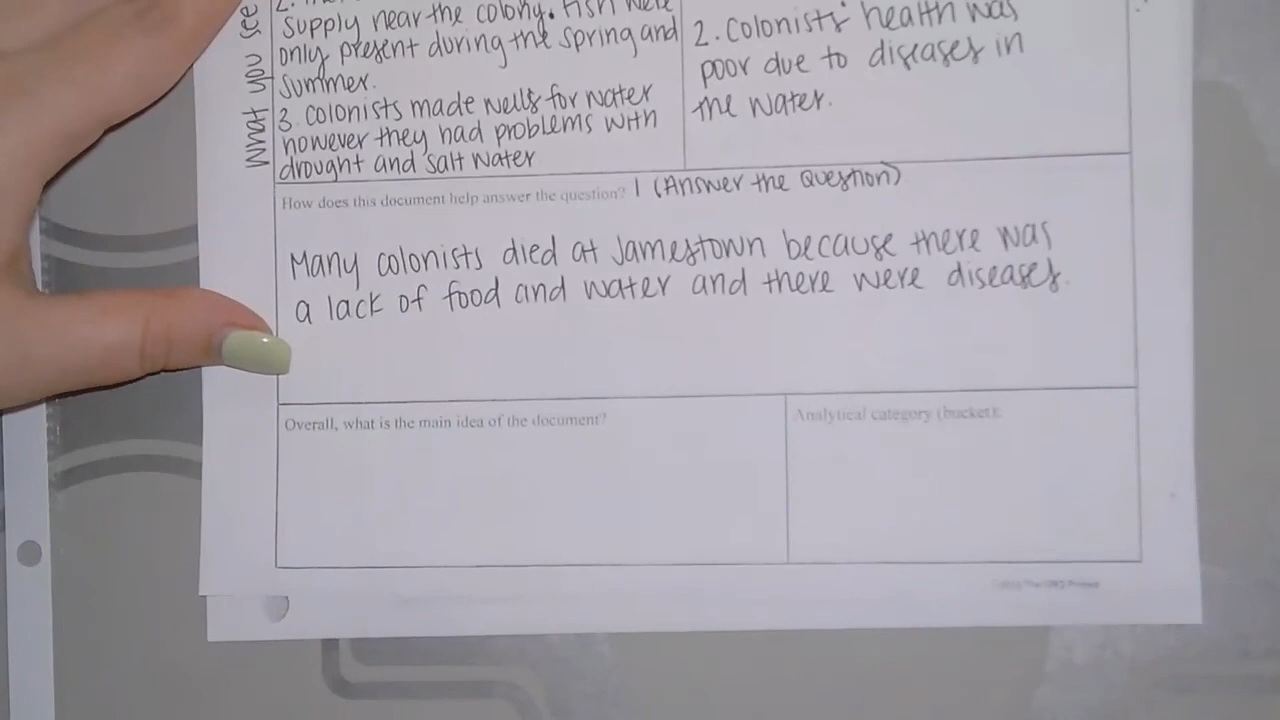 What you see
2.
supply near the colony. Fish were
only present during the spring and
summer.
3. colonists made wells for water
however they had problems with
drought and salt water
2. Colonists' health was
poor due to diseases in
the water.
How does this document help answer the question? | (Answer the Question)
Many colonists died at Jamestown because there was
a lack of food and water and there were diseases.
Overall, what is the main idea of the document?
Analytical category (bucket):
The DBQ Project